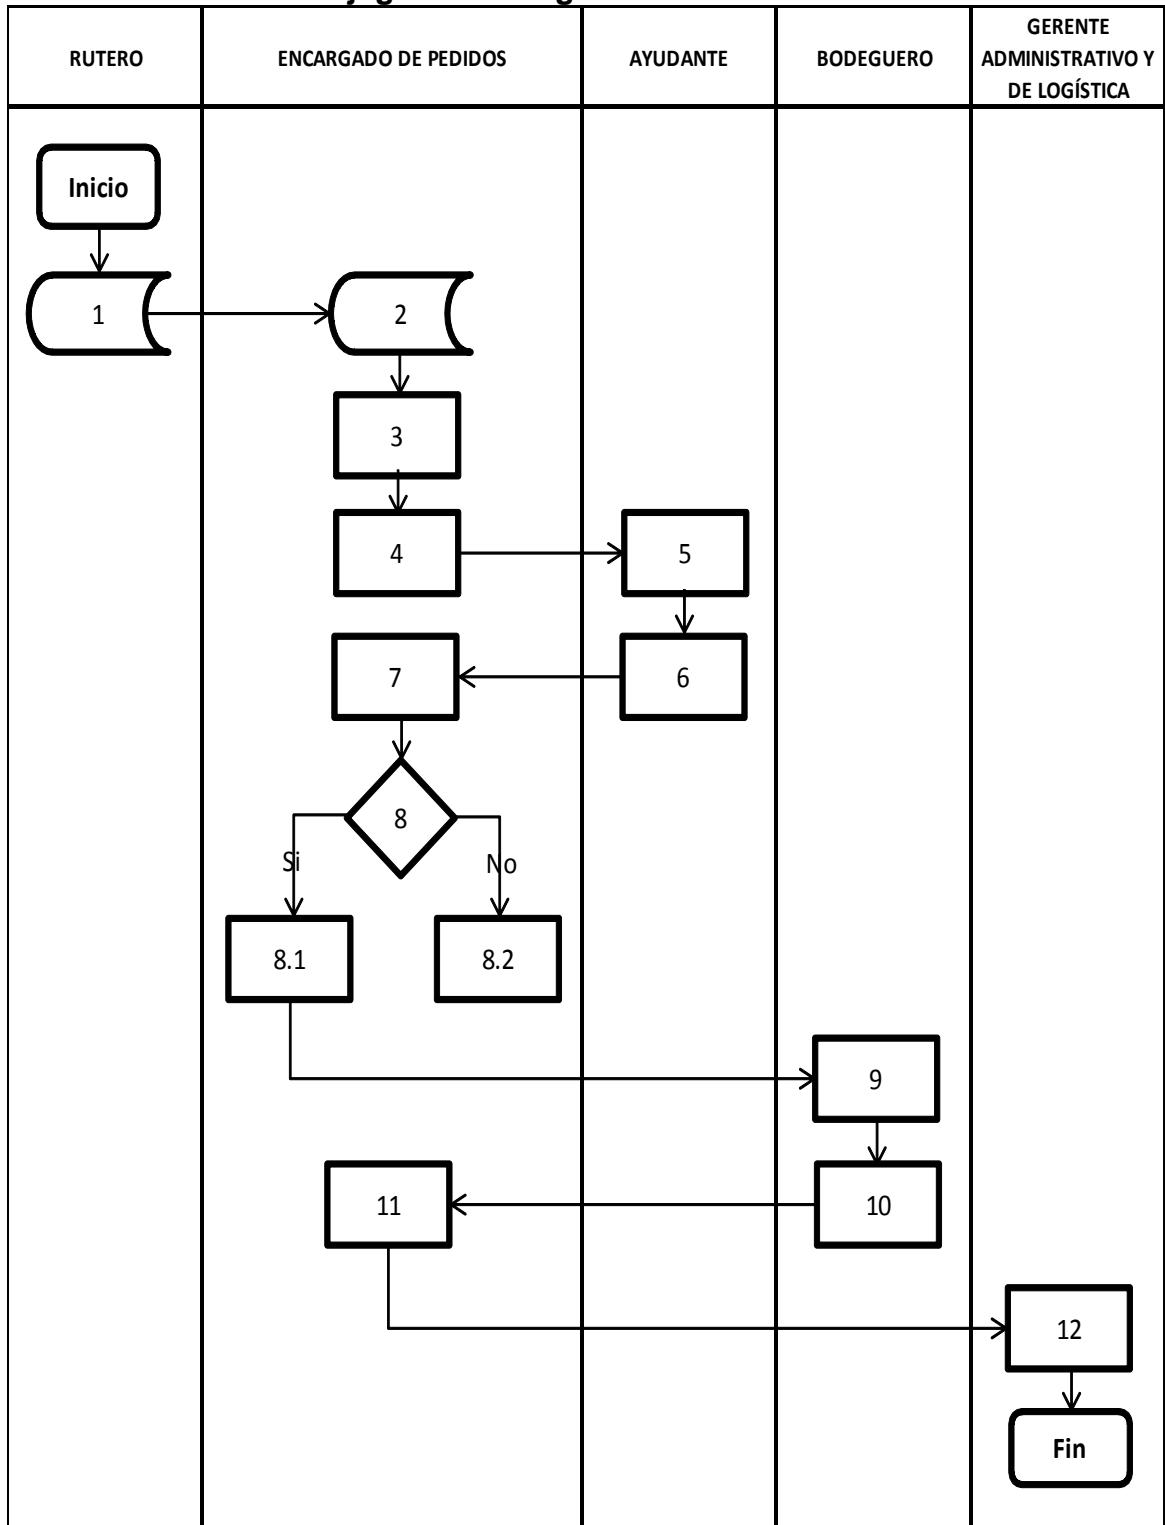 RUTERO
ENCARGADO DE PEDIDOS
AYUDANTE
BODEGUERO
GERENTE
ADMINISTRATIVO Y
DE LOGÍSTICA
Inicio
1
2
3
4
5
7
6
8
Si
No
8.1
8.2
9
11
10
12
Fin